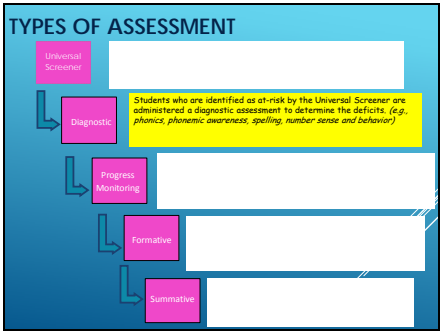 TYPES OF ASSESSMENT
Universal
Screener
Students who are identified as at-risk by the Universal Screener are
administered a diagnostic assessment to determine the deficits. (e.g.,
phonics, phonemic awareness, spelling, number sense and behavior)
Diagnostic
Progress
Monitoring
Formative
Summative